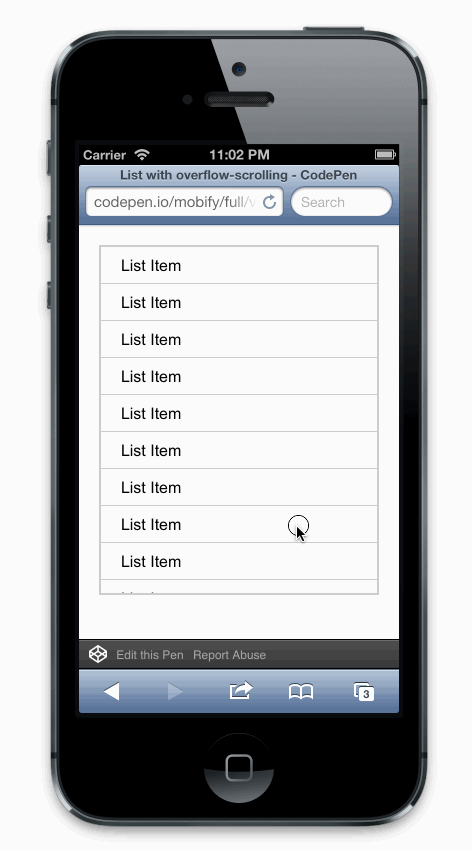 Carrier 11:02 PM
List with overflow-scrolling - CodePen
codepen.io/mobify/full/v Search
List Item
List Item
List Item
List Item
List Item
List Item
List Item
List Item
List Item
Edit this Pen Report Abuse
3